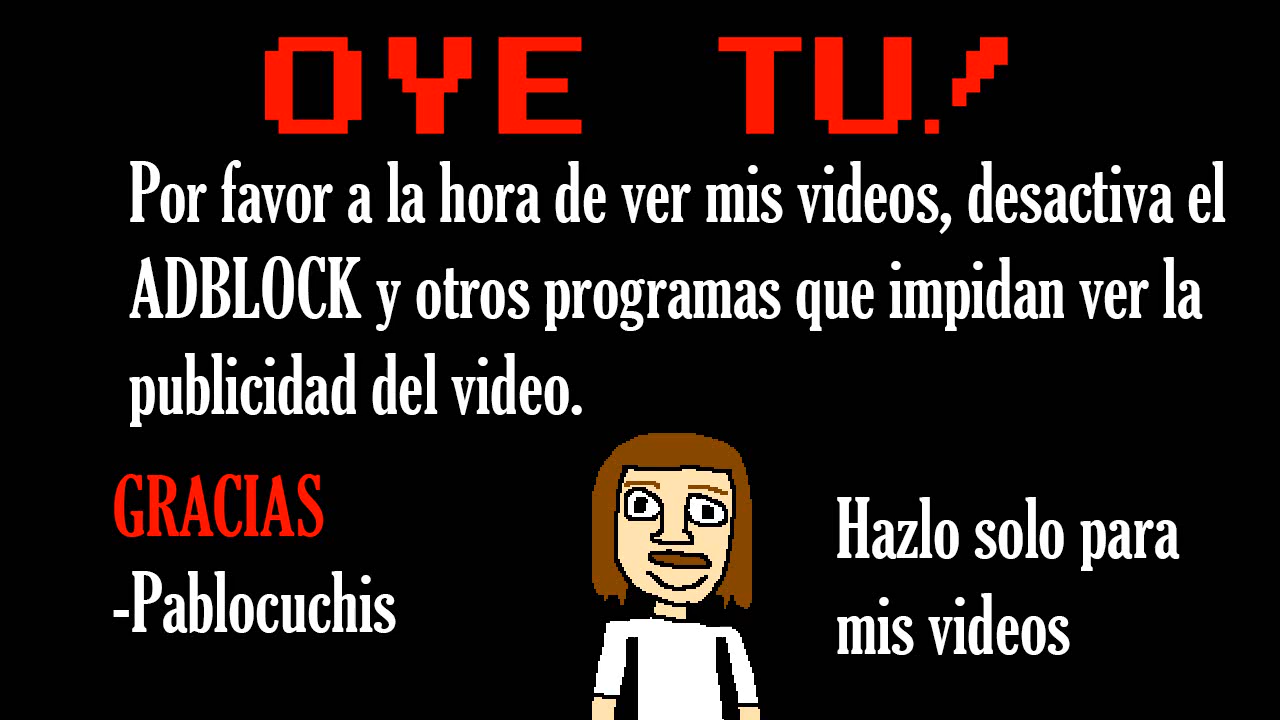 OYE TU!
Por favor a la hora de ver mis videos, desactiva el
ADBLOCK y otros programas que impidan ver la
publicidad del video.
GRACIAS
-Pablocuchis
Hazlo solo para
mis videos